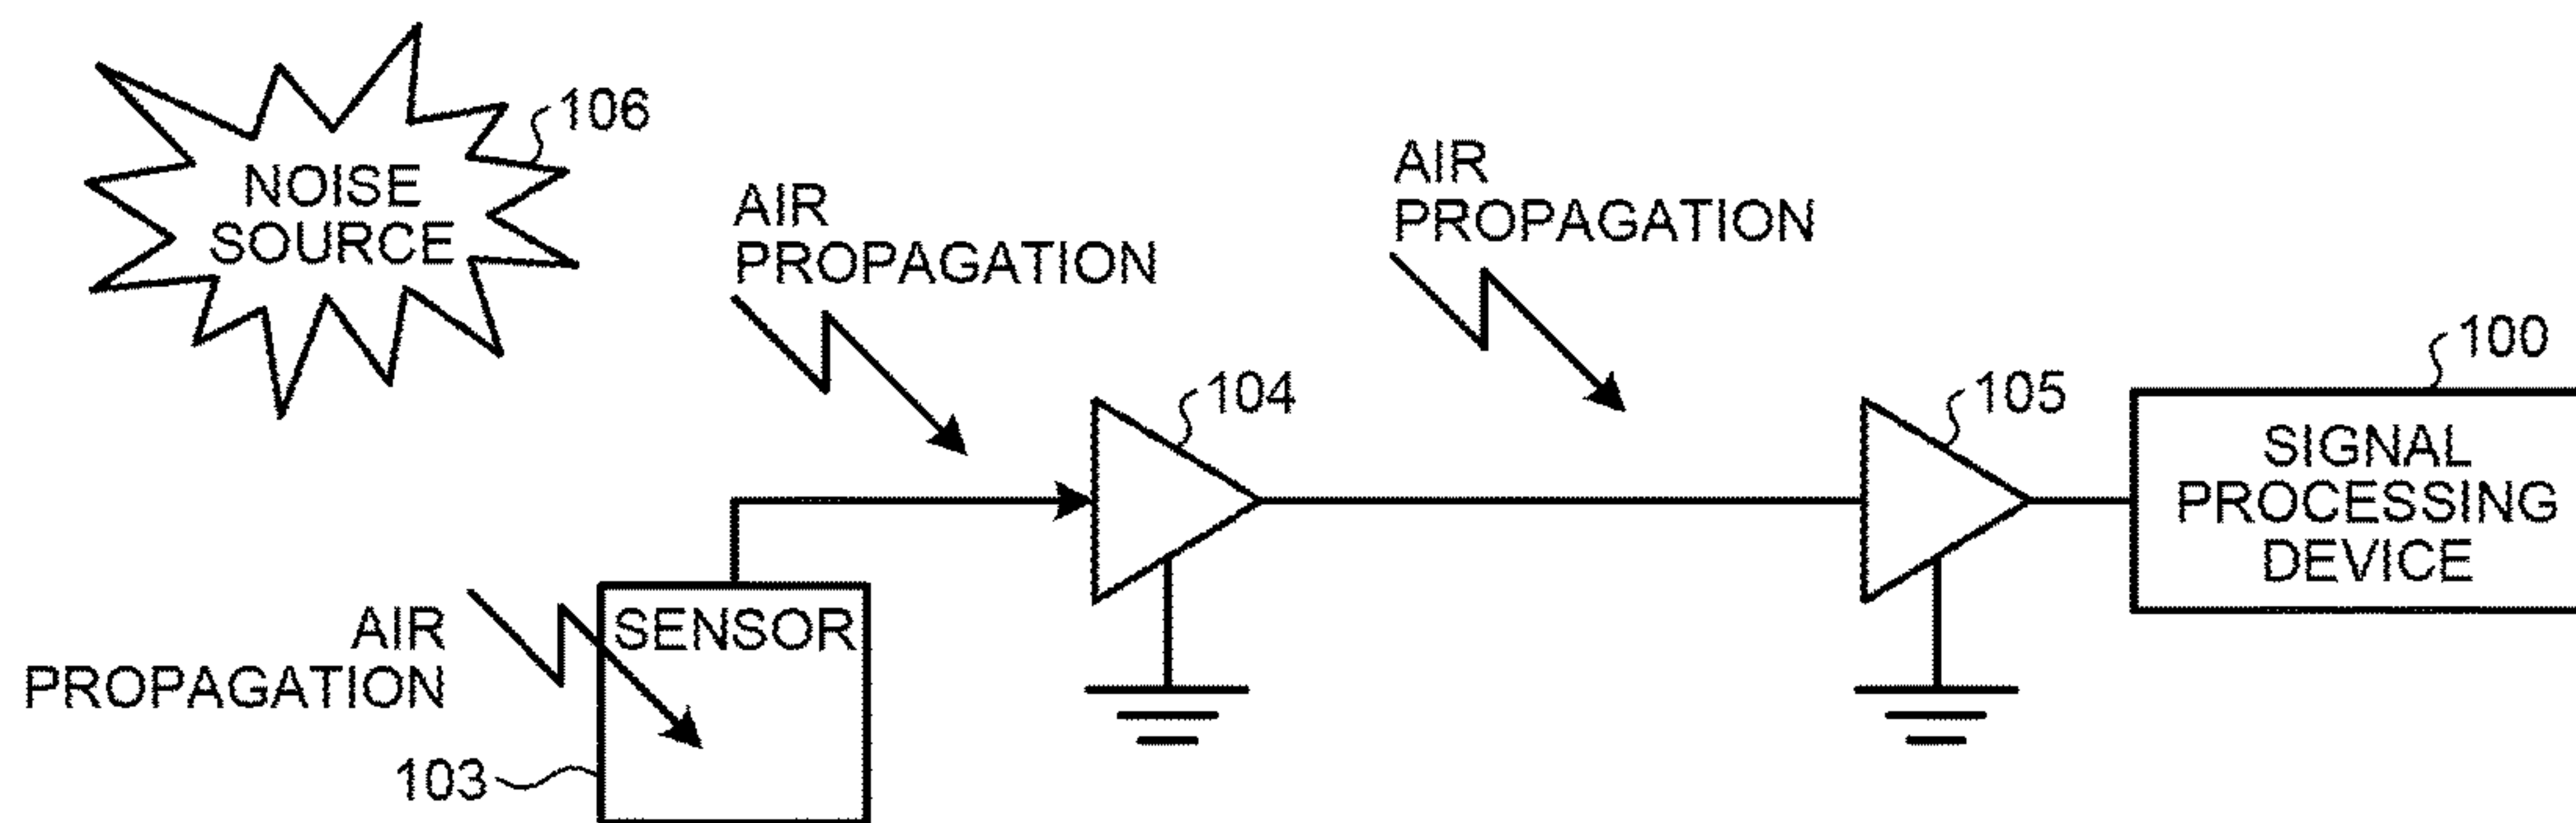 106
NOISE
SOURCE
AIR
PROPAGATION
AIR
PROPAGATION
104
105
100
SIGNAL
PROCESSING
DEVICE
AIR
PROPAGATION
SENSOR
103